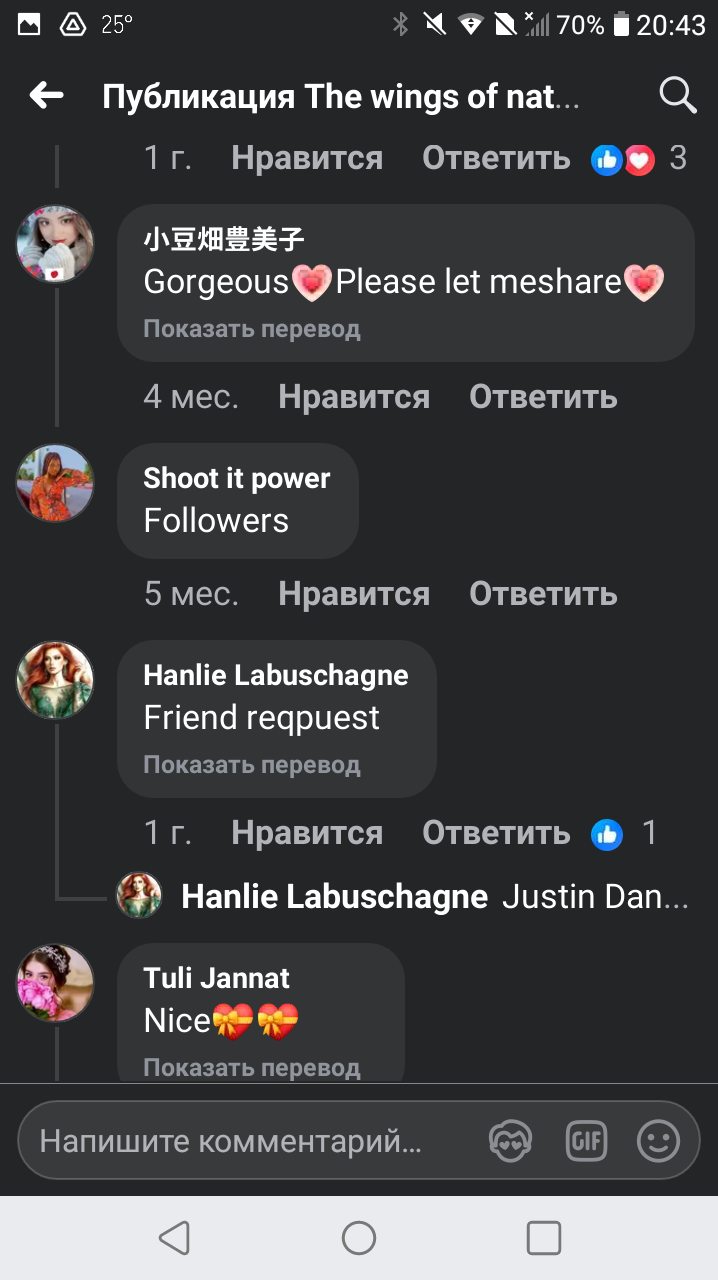 25°
70% 20:43
Публикация The wings of nat...
1 г. Нравится Ответить 3
小豆畑豊美子
Gorgeous💗Please let meshare💗
Показать перевод
4 мес. Нравится Ответить
Shoot it power
Followers
5 мес. Нравится Ответить
Hanlie Labuschagne
Friend reqpuest
Показать перевод
1 г. Нравится Ответить 1
Hanlie Labuschagne Justin Dan...
Tuli Jannat
Nice💝💝
Показать перевод
Напишите комментарий...
GIF